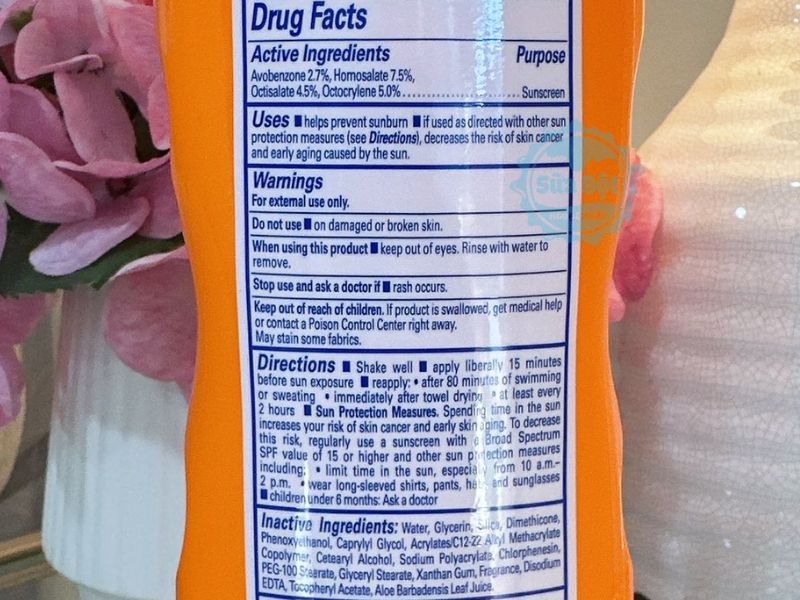 Drug Facts
Active Ingredients Purpose
Avobenzone 2.7%, Homosalate 7.5%,
Octisalate 4.5%, Octocrylene 5.0%.......................... Sunscreen
Uses ■ helps prevent sunburn ■ if used as directed with other sun
protection measures (see Directions), decreases the risk of skin cancer
and early aging caused by the sun.
Sữa Bột
Warnings
For external use only.
Do not use ■ on damaged or broken skin.
When using this product ■ keep out of eyes. Rinse with water to
remove.
Stop use and ask a doctor if ■ rash occurs.
Keep out of reach of children. If product is swallowed, get medical help
or contact a Poison Control Center right away.
May stain some fabrics.
Directions ■ Shake well ■ apply liberally 15 minutes
before sun exposure ■ reapply: • after 80 minutes of swimming
or sweating • immediately after towel drying • at least every
2 hours ■ Sun Protection Measures. Spending time in the sun
increases your risk of skin cancer and early skin aging. To decrease
this risk, regularly use a sunscreen with a Broad Spectrum
SPF value of 15 or higher and other sun protection measures
including: • limit time in the sun, especially from 10 a.m.–
2 p.m. • wear long-sleeved shirts, pants, hats, and sunglasses
■ children under 6 months: Ask a doctor
Inactive Ingredients: Water, Glycerin, Silica, Dimethicone,
Phenoxyethanol, Caprylyl Glycol, Acrylates/C12-22 Alkyl Methacrylate
Copolymer, Cetearyl Alcohol, Sodium Polyacrylate, Chlorphenesin,
PEG-100 Stearate, Glyceryl Stearate, Xanthan Gum, Fragrance, Disodium
EDTA, Tocopheryl Acetate, Aloe Barbadensis Leaf Juice.